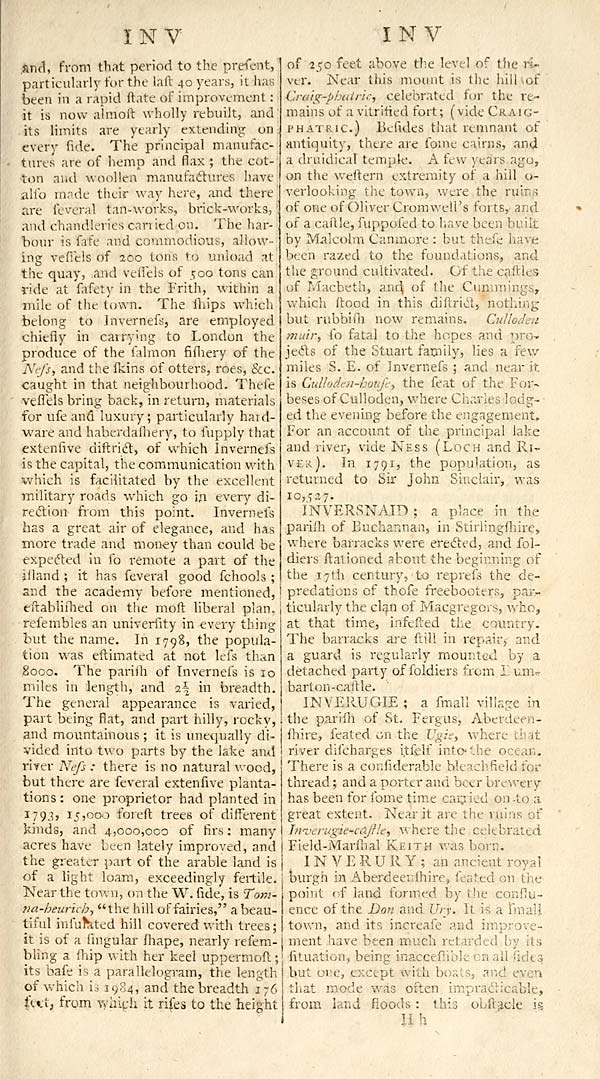 INV
and, from that period to the preſent,
particularly for the laſt 40 years, it has
been in a rapid ſtate of improvement:
it is now almoſt wholly rebuilt, and
its limits are yearly extending on
every ſide. The principal manufac-
tures are of hemp and flax; the cot-
ton and woollen manufactures have
alſo made their way here, and there
are ſeveral tan-works, brick-works,
and chandleries carried on. The har-
bour is ſafe and commodious, allow-
ing veſſels of 200 tons to unload at
the quay, and veſſels of 500 tons can
ride at ſafety in the Frith, within a
mile of the town. The ſhips which
belong to Inverneſs, are employed
chiefly in carrying to London the
produce of the ſalmon fiſhery of the
Neſs, and the ſkins of otters, roes, &c.
caught in that neighbourhood. Theſe
veſſels bring back, in return, materials
for uſe and luxury; particularly hard-
ware and haberdaſhery, to ſupply that
extenſive diſtrict, of which Inverneſs
is the capital, the communication with
which is facilitated by the excellent
military roads which go in every di-
rection from this point. Inverneſs
has a great air of elegance, and has
more trade and money than could be
expected in ſo remote a part of the
iſland; it has ſeveral good ſchools;
and the academy before mentioned,
eſtabliſhed on the moſt liberal plan,
reſembles an univerſity in every thing
but the name. In 1798, the popula-
tion was eſtimated at not leſs than
8000. The pariſh of Inverneſs is 10
miles in length, and 2½ in breadth.
The general appearance is varied,
part being flat, and part hilly, rocky,
and mountainous; it is unequally di-
vided into two parts by the lake and
river Neſs: there is no natural wood,
but there are ſeveral extenſive planta-
tions: one proprietor had planted in
1793, 15,000 foreſt trees of different
kinds, and 4,000,000 of firs: many
acres have been lately improved, and
the greater part of the arable land is
of a light loam, exceedingly fertile.
Near the town, on the W. ſide, is Tom-
na-heurich, "the hill of fairies," a beau-
tiful inſulated hill covered with trees;
it is of a ſingular ſhape, nearly reſem-
bling a ſhip with her keel uppermoſt;
its baſe is a parallelogram, the length
of which is 1984, and the breadth 176
feet, from which it riſes to the height
INV
of 250 feet above the level of the ri-
ver. Near this mount is the hill of
Craig-phatric, celebrated for the re-
mains of a vitrified fort; (vide CRAIG-
PHATRIC.) Beſides that remnant of
antiquity, there are ſome cairns, and
a druidical temple. A few years ago,
on the weſtern extremity of a hill o-
verlooking the town, were the ruins
of one of Oliver Cromwell's forts, and
of a caſtle, ſuppoſed to have been built
by Malcolm Canmore: but theſe have
been razed to the foundations, and
the ground cultivated. Of the caſtles
of Macbeth, and of the Cummings,
which ſtood in this diſtrict, nothing
but rubbiſh now remains. Culloden
muir, ſo fatal to the hopes and pro-
jects of the Stuart family, lies a few
miles S. E. of Inverneſs; and near it
is Culloden-houſe, the ſeat of the For-
beſes of Culloden, where Charles lodg-
ed the evening before the engagement.
For an account of the principal lake
and river, vide NESS (LOCH and RI-
VER). In 1791, the population, as
returned to Sir John Sinclair, was
10,527.
INVERSNAID; a place in the
pariſh of Buchannan, in Stirlingſhire,
where barracks were erected, and ſol-
diers ſtationed about the beginning of
the 17th century, to repreſs the de-
predations of thoſe freebooters, par-
ticularly the clan of Macgregors, who,
at that time, infeſted the country.
The barracks are ſtill in repair, and
a guard is regularly mounted by a
detached party of ſoldiers from Dum-
barton-caſtle.
INVERUGIE; a ſmall village in
the pariſh of St. Fergus, Aberdeen-
ſhire, ſeated on the Ugie, where that
river diſcharges itſelf into the ocean.
There is a conſiderable bleachfield for
thread; and a porter and beer brewery
has been for ſome time carried on to a
great extent. Near it are the ruins of
Inverugie-caſtle, where the celebrated
Field-Marſhal KEITH was born.
INVERURY; an ancient royal
burgh in Aberdeenſhire, ſeated on the
point of land formed by the conflu-
ence of the Don and Ury. It is a ſmall
town, and its increaſe and improve-
ment have been much retarded by its
ſituation, being inacceſſible on all ſides
but one, except with boats, and even
that mode was often impracticable,
from land floods: this obſtacle is
H h